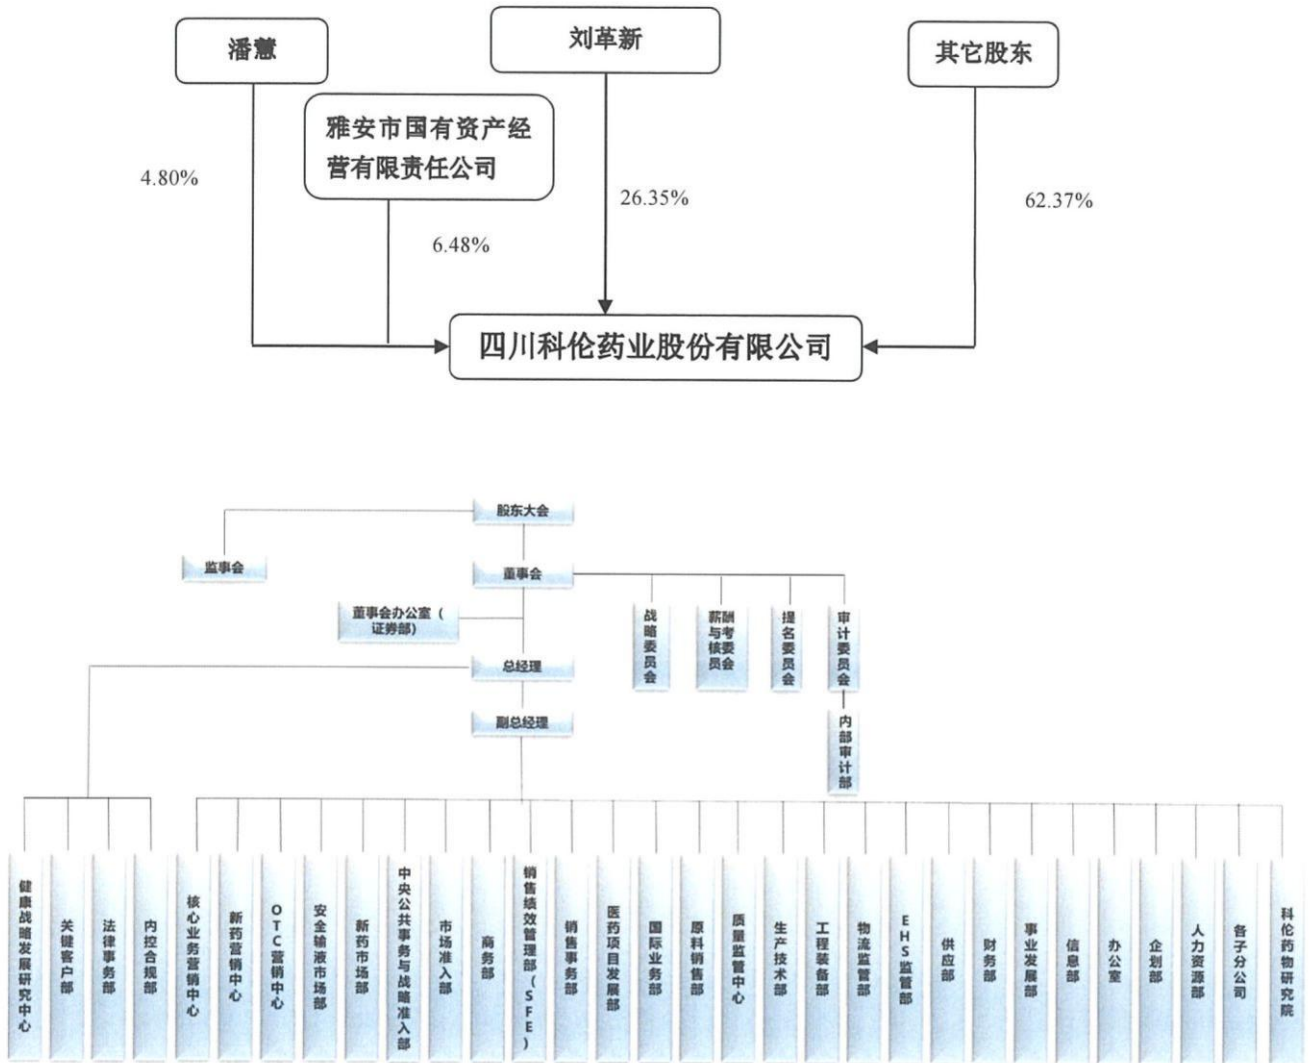 潘慧
刘革新
其它股东
雅安市国有资产经
营有限责任公司
4.80%
26.35%
62.37%
6.48%
四川科伦药业股份有限公司
股东大会
监事会
董事会
董事会办公室（
证券部）
战略委员会
薪酬
与考
核委
员会
提名委员会
审计委员会
总经理
副总经理
内部审计部
健康战略发展研究中心
关键客户部
法律事务部
内控合规部
核心业务营销中心
新药营销中心
OTC营销中心
安全输液市场部
新药市场部
中央公共事务与战略准入部
市场准入部
商务部
销售绩效管理部（SFE）
销售事务部
医药项目发展部
国际业务部
原料销售部
质量监管中心
生产技术部
工程装备部
物流监管部
EHS监管部
供应部
财务部
事业发展部
信息部
办公室
企划部
人力资源部
各子分公司
科伦药物研究院